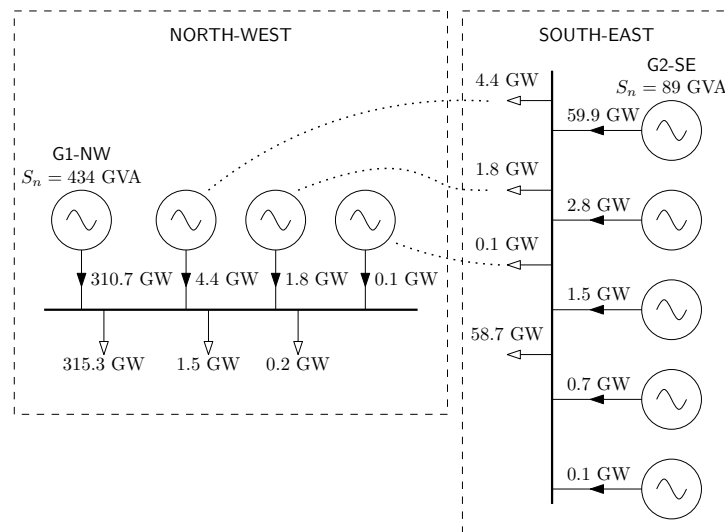 NORTH-WEST
G1-NW
S_n = 434 GVA
310.7 GW
4.4 GW
1.8 GW
0.1 GW
315.3 GW
1.5 GW
0.2 GW
SOUTH-EAST
G2-SE
S_n = 89 GVA
4.4 GW
59.9 GW
1.8 GW
2.8 GW
0.1 GW
1.5 GW
58.7 GW
0.7 GW
0.1 GW